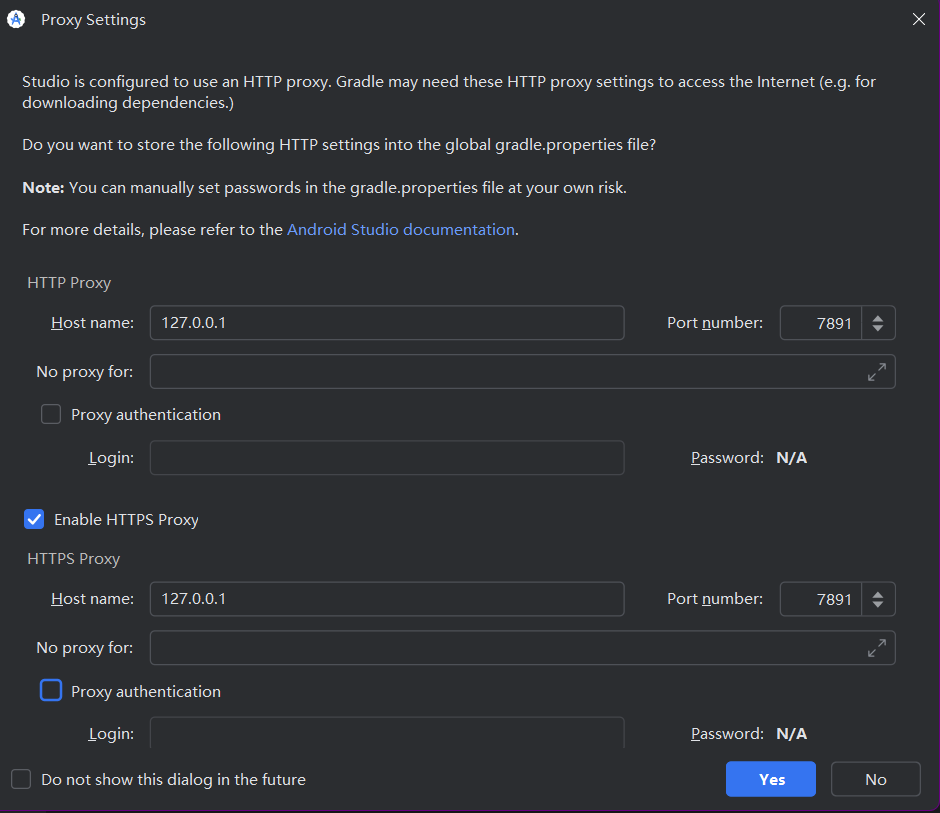 Proxy Settings
Studio is configured to use an HTTP proxy. Gradle may need these HTTP proxy settings to access the Internet (e.g. for
downloading dependencies.)
Do you want to store the following HTTP settings into the global gradle.properties file?
Note: You can manually set passwords in the gradle.properties file at your own risk.
For more details, please refer to the Android Studio documentation.
HTTP Proxy
Host name: 127.0.0.1 Port number: 7891
No proxy for:
Proxy authentication
Login: Password: N/A
Enable HTTPS Proxy
HTTPS Proxy
Host name: 127.0.0.1 Port number: 7891
No proxy for:
Proxy authentication
Login: Password: N/A
Do not show this dialog in the future Yes No